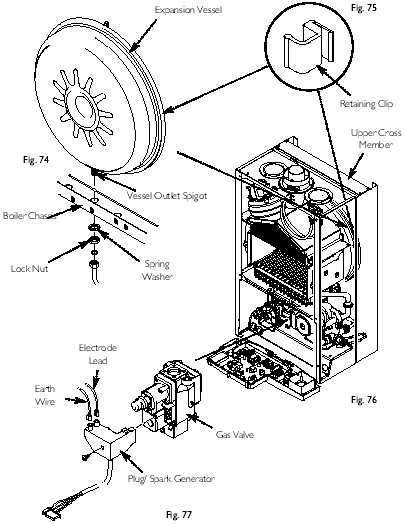 Expansion Vessel
Fig. 75
Retaining Clip
Upper Cross
Member
Fig. 74
Vessel Outlet Spigot
Boiler Chassis
Spring
Washer
Lock Nut
Electrode
Lead
Earth
Wire
Fig. 76
Gas Valve
Plug/ Spark Generator
Fig. 77